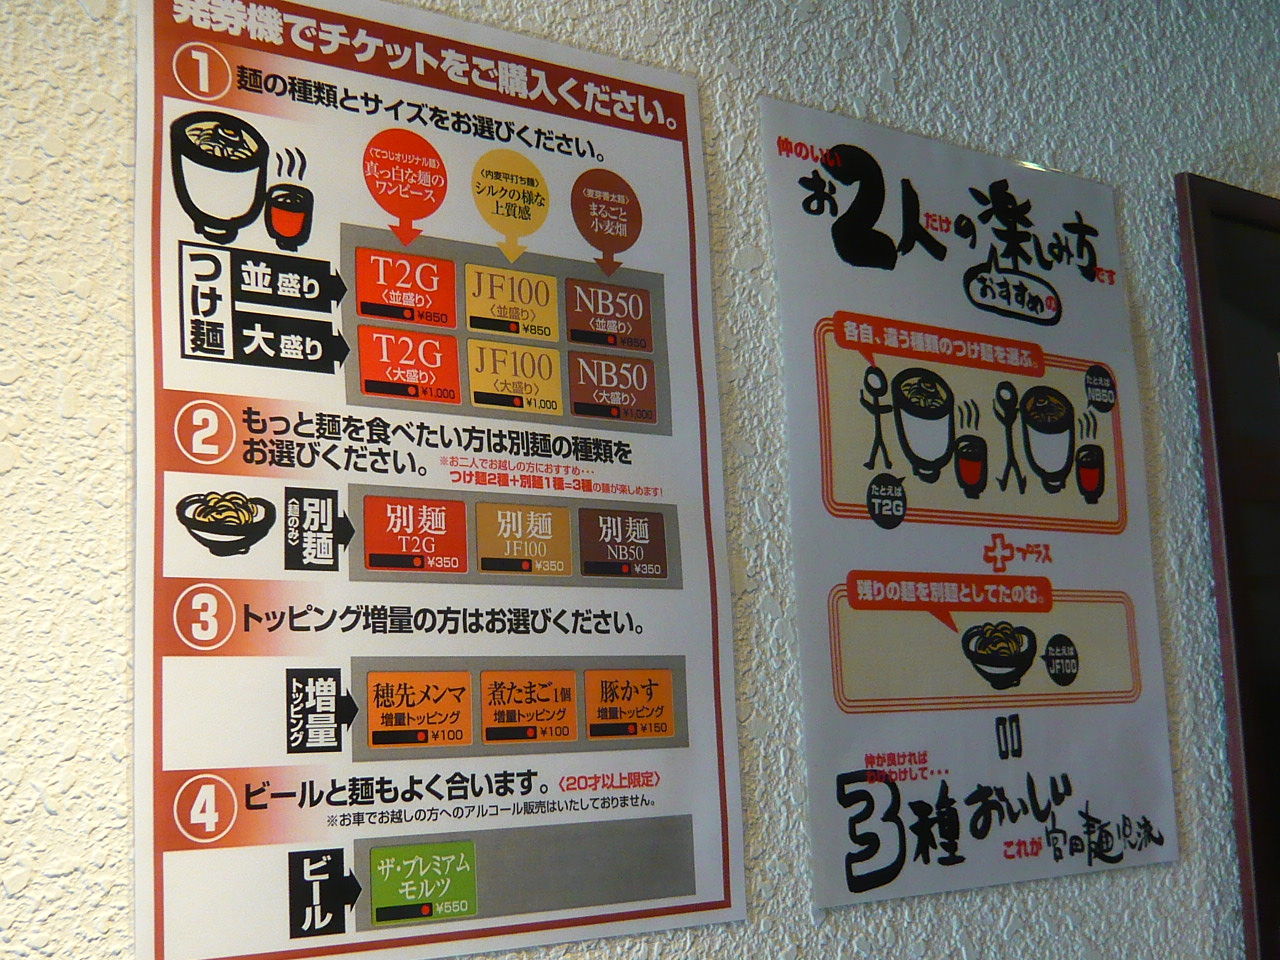 発券機でチケットをご購入ください。
1 麺の種類とサイズをお選びください。
〈てつじオリジナル麺〉
真っ白な麺の
ワンピース
〈内麦平打ち麺〉
シルクの様な
上質感
まるごと
小麦畑
つけ麺
並盛り
T2G
〈並盛り〉
¥850
JF100
〈並盛り〉
¥850
NB50
〈並盛り〉
¥850
大盛り
T2G
〈大盛り〉
¥1,000
JF100
〈大盛り〉
¥1,000
NB50
〈大盛り〉
¥1,000
2 もっと麺を食べたい方は別麺の種類を
お選びください。
※お二人でお越しの方におすすめ・・・
つけ麺2種+別麺1種=3種の麺が楽しめます!
別麺
〈麺のみ〉
別麺
T2G
¥350
別麺
JF100
¥350
別麺
NB50
¥350
3 トッピング増量の方はお選びください。
増量
トッピング
穂先メンマ
増量トッピング
¥100
煮たまご1個
増量トッピング
¥100
豚かす
増量トッピング
¥150
4 ビールと麺もよく合います。〈20才以上限定〉
※お車でお越しの方へのアルコール販売はいたしておりません。
ビール
ザ・プレミアム
モルツ
¥550
仲のいい
お2人だけの楽しみ方です
おすすめの
各自、違う種類のつけ麺を選ぶ。
たとえば
NB50
たとえば
T2G
プラス
残りの麺を別麺としてたのむ。
たとえば
JF100
仲が良ければ
わけわけして・・・
3種おいしい
これが宮田麺児流